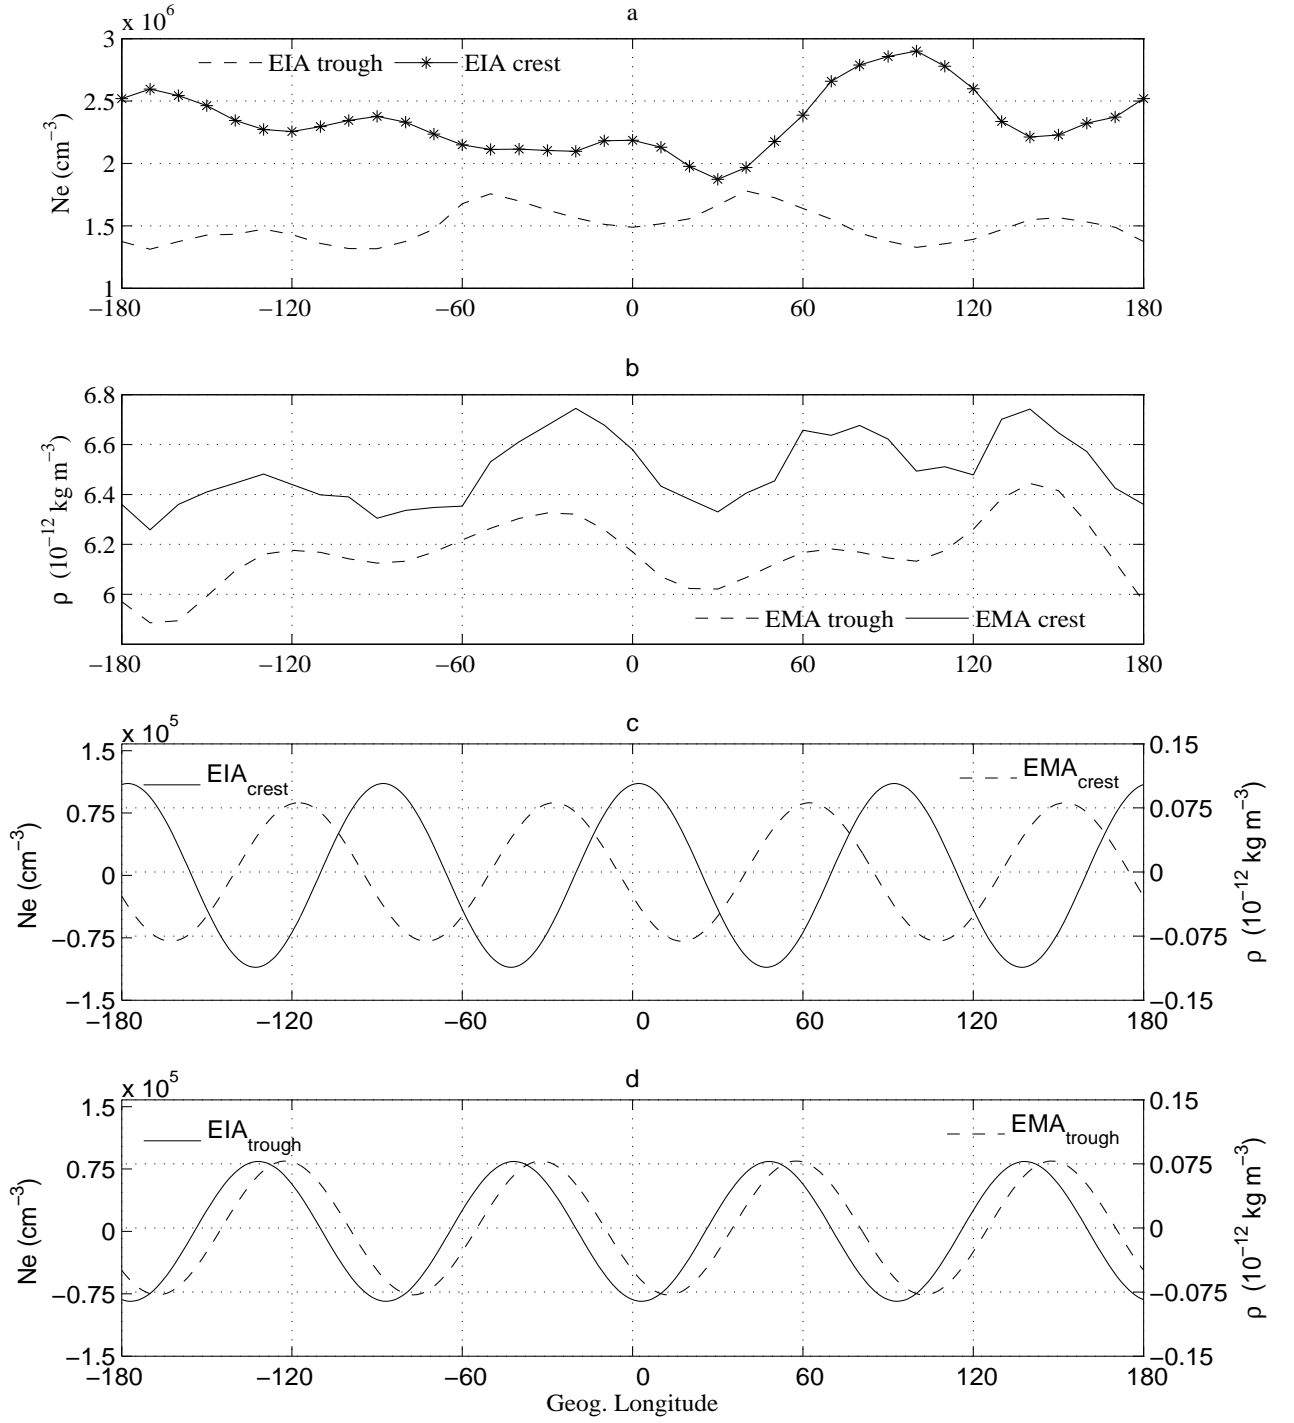 a
x 10^6
EIA trough EIA crest
3
2.5
2
1.5
1
Ne (cm^−3)
−180 −120 −60 0 60 120 180
b
6.8
6.6
6.4
6.2
6
ρ (10^−12 kg m^−3)
EMA trough EMA crest
−180 −120 −60 0 60 120 180
c
x 10^5
EIA_crest EMA_crest
1.5
0.75
0
−0.75
−1.5
Ne (cm^−3)
0.15
0.075
0
−0.075
−0.15
ρ (10^−12 kg m^−3)
−180 −120 −60 0 60 120 180
d
x 10^5
EIA_trough EMA_trough
1.5
0.75
0
−0.75
−1.5
Ne (cm^−3)
0.15
0.075
0
−0.075
−0.15
ρ (10^−12 kg m^−3)
−180 −120 −60 0 60 120 180
Geog. Longitude